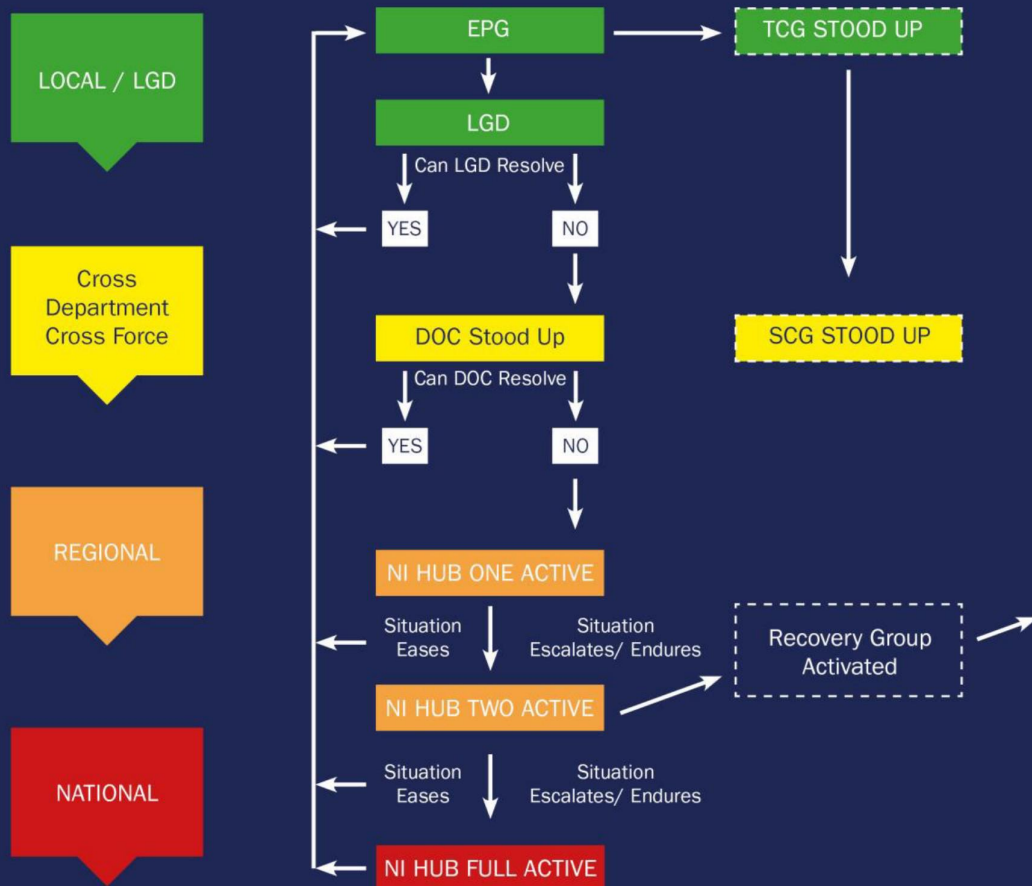 EPG
TCG STOOD UP
LOCAL / LGD
LGD
Can LGD Resolve
YES
NO
Cross
Department
Cross Force
DOC Stood Up
SCG STOOD UP
Can DOC Resolve
YES
NO
REGIONAL
NI HUB ONE ACTIVE
Situation
Eases
Situation
Escalates/ Endures
Recovery Group
Activated
NI HUB TWO ACTIVE
NATIONAL
Situation
Eases
Situation
Escalates/ Endures
NI HUB FULL ACTIVE